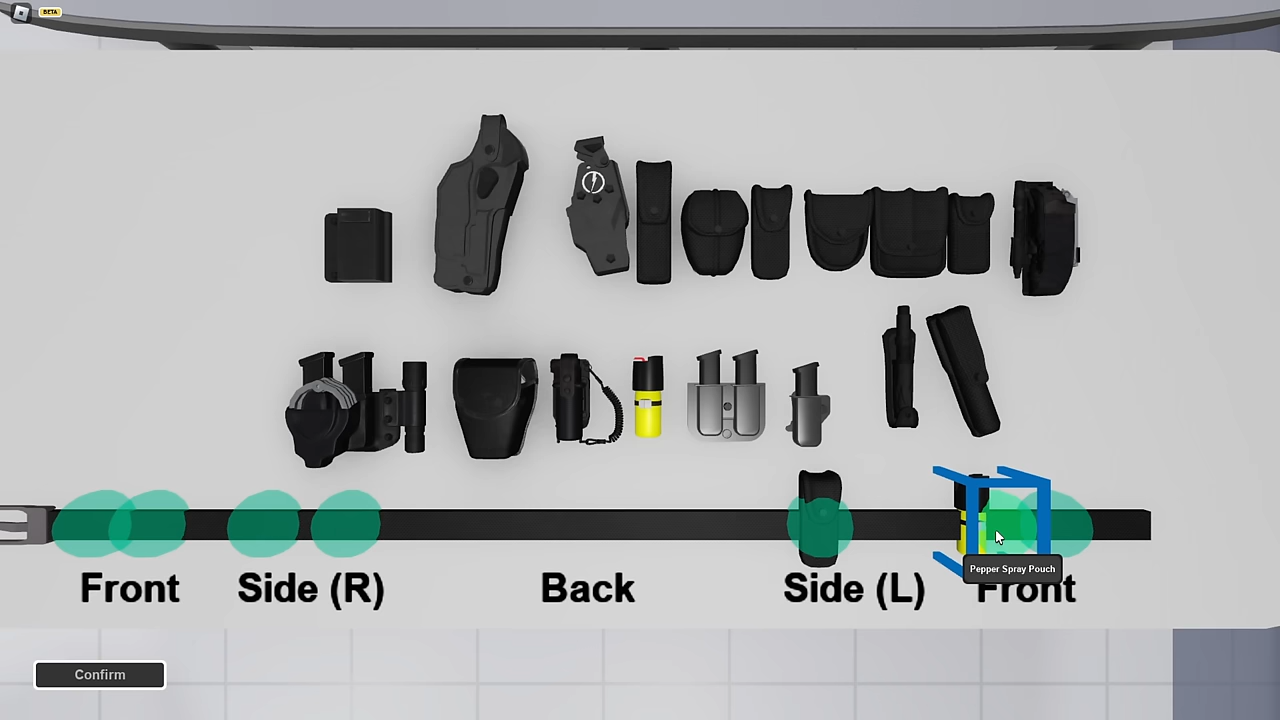 BETA
Pepper Spray Pouch
Front
Side (R)
Back
Side (L)
Front
Confirm